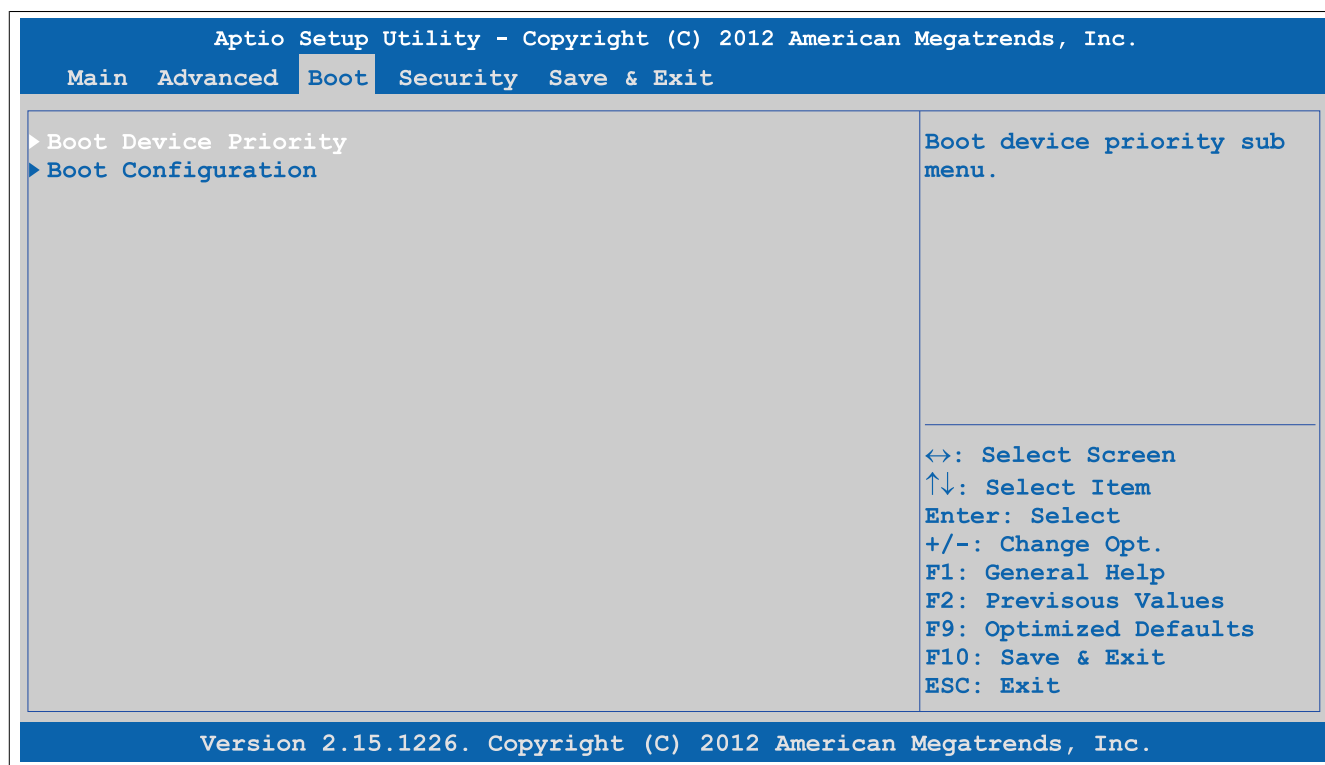 Aptio Setup Utility - Copyright (C) 2012 American Megatrends, Inc.
Main Advanced Boot Security Save & Exit
Boot Device Priority
Boot Configuration
Boot device priority sub
menu.
↔: Select Screen
↑↓: Select Item
Enter: Select
+/-: Change Opt.
F1: General Help
F2: Previsous Values
F9: Optimized Defaults
F10: Save & Exit
ESC: Exit
Version 2.15.1226. Copyright (C) 2012 American Megatrends, Inc.